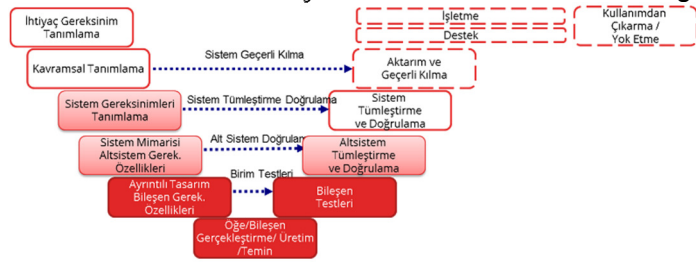 İhtiyaç Gereksinim
Tanımlama
İşletme
Destek
Kullanımdan
Çıkarma /
Yok Etme
Kavramsal Tanımlama
Sistem Geçerli Kılma
Aktarım ve
Geçerli Kılma
Sistem Gereksinimleri
Tanımlama
Sistem Tümleştirme Doğrulama
Sistem
Tümleştirme
ve Doğrulama
Sistem Mimarisi
Altsistem Gerek.
Özellikleri
Alt Sistem Doğrulam
Altsistem
Tümleştirme
ve Doğrulama
Ayrıntılı Tasarım
Bileşen Gerek.
Özellikleri
Birim Testleri
Bileşen
Testleri
Öğe/Bileşen
Gerçekleştirme/ Üretim
/Temin